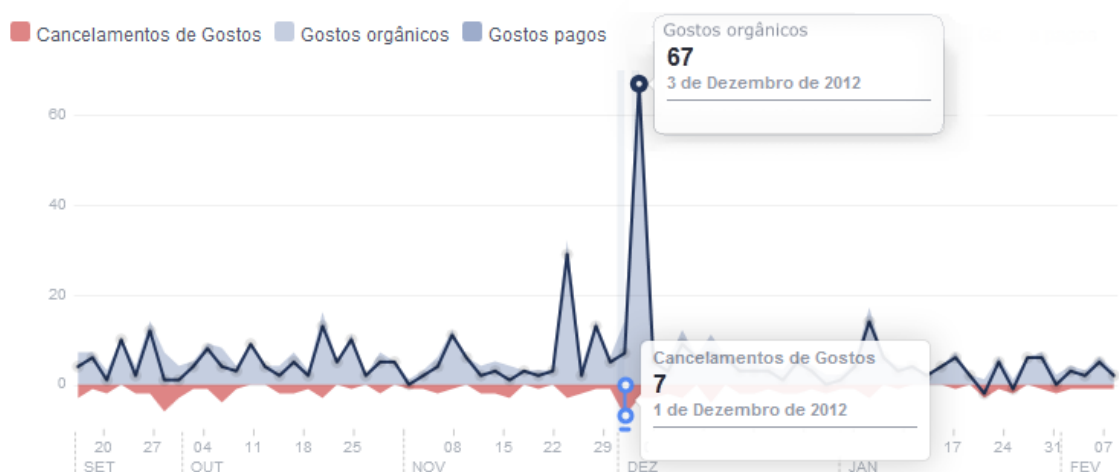 Cancelamentos de Gostos Gostos orgânicos Gostos pagos
Gostos orgânicos
67
3 de Dezembro de 2012
60
40
20
0
Cancelamentos de Gostos
7
1 de Dezembro de 2012
20 27 04 11 18 25 08 15 22 29 17 24 31 07
SET OUT NOV DEZ JAN FEV